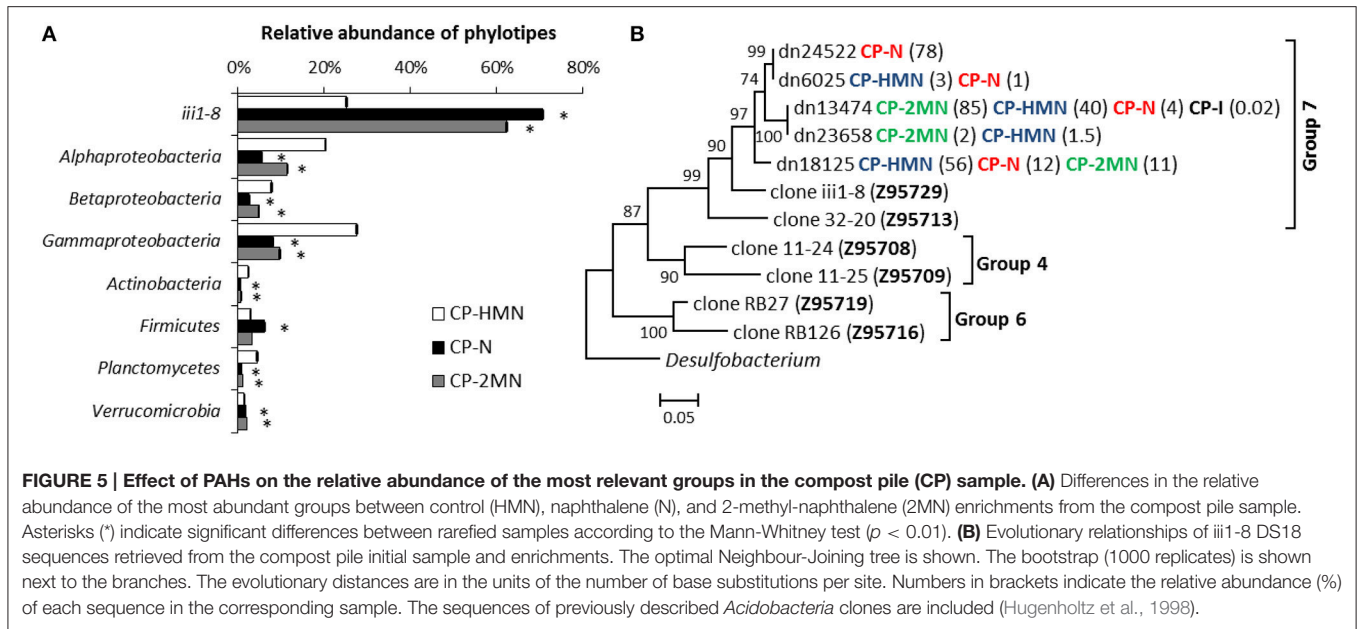 A
Relative abundance of phylotipes
0% 20% 40% 60% 80%
iii1-8
*
*
Alphaproteobacteria
*
*
Betaproteobacteria
*
*
Gammaproteobacteria
*
*
Actinobacteria
*
*
Firmicutes
*
Planctomycetes
*
*
Verrucomicrobia
*
*
CP-HMN
CP-N
CP-2MN
B
99
74
97
100
90
99
87
90
100
dn24522 CP-N (78)
dn6025 CP-HMN (3) CP-N (1)
dn13474 CP-2MN (85) CP-HMN (40) CP-N (4) CP-I (0.02)
dn23658 CP-2MN (2) CP-HMN (1.5)
dn18125 CP-HMN (56) CP-N (12) CP-2MN (11)
clone iii1-8 (Z95729)
clone 32-20 (Z95713)
Group 7
clone 11-24 (Z95708)
clone 11-25 (Z95709)
Group 4
clone RB27 (Z95719)
clone RB126 (Z95716)
Group 6
Desulfobacterium
0.05
FIGURE 5 | Effect of PAHs on the relative abundance of the most relevant groups in the compost pile (CP) sample. (A) Differences in the relative
abundance of the most abundant groups between control (HMN), naphthalene (N), and 2-methyl-naphthalene (2MN) enrichments from the compost pile sample.
Asterisks (*) indicate significant differences between rarefied samples according to the Mann-Whitney test (p < 0.01). (B) Evolutionary relationships of iii1-8 DS18
sequences retrieved from the compost pile initial sample and enrichments. The optimal Neighbour-Joining tree is shown. The bootstrap (1000 replicates) is shown
next to the branches. The evolutionary distances are in the units of the number of base substitutions per site. Numbers in brackets indicate the relative abundance (%)
of each sequence in the corresponding sample. The sequences of previously described Acidobacteria clones are included (Hugenholtz et al., 1998).